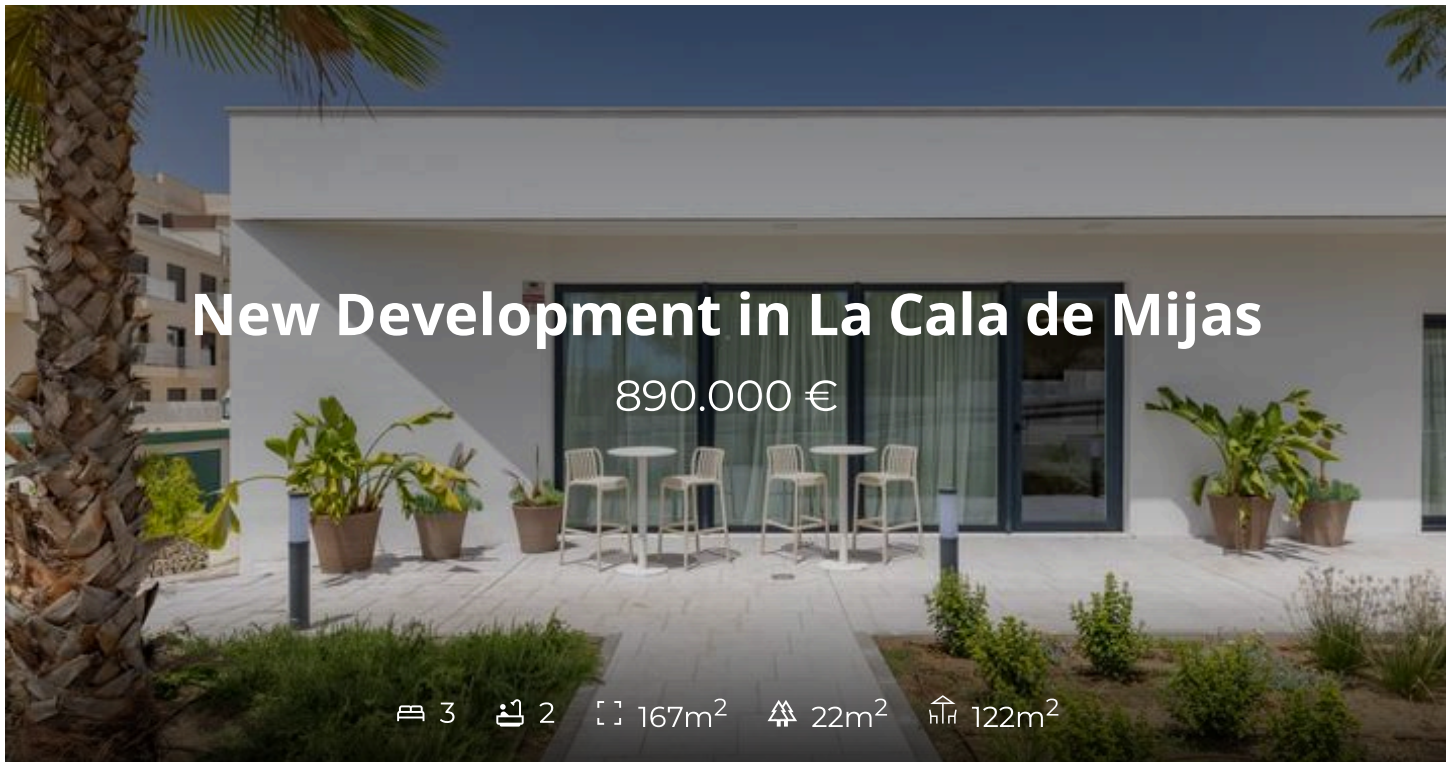 New Development in La Cala de Mijas
890.000 €
3 2 167m² 22m² 122m²